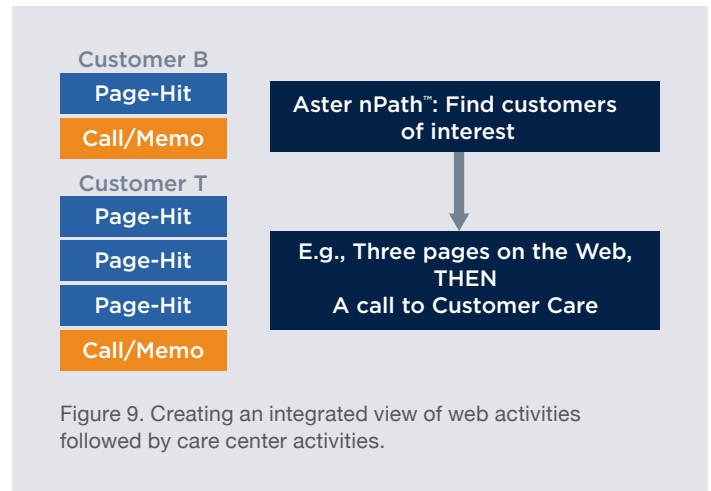 Customer B
Page-Hit
Call/Memo
Customer T
Page-Hit
Page-Hit
Page-Hit
Call/Memo
Aster nPath™: Find customers
of interest
E.g., Three pages on the Web,
THEN
A call to Customer Care
Figure 9. Creating an integrated view of web activities
followed by care center activities.